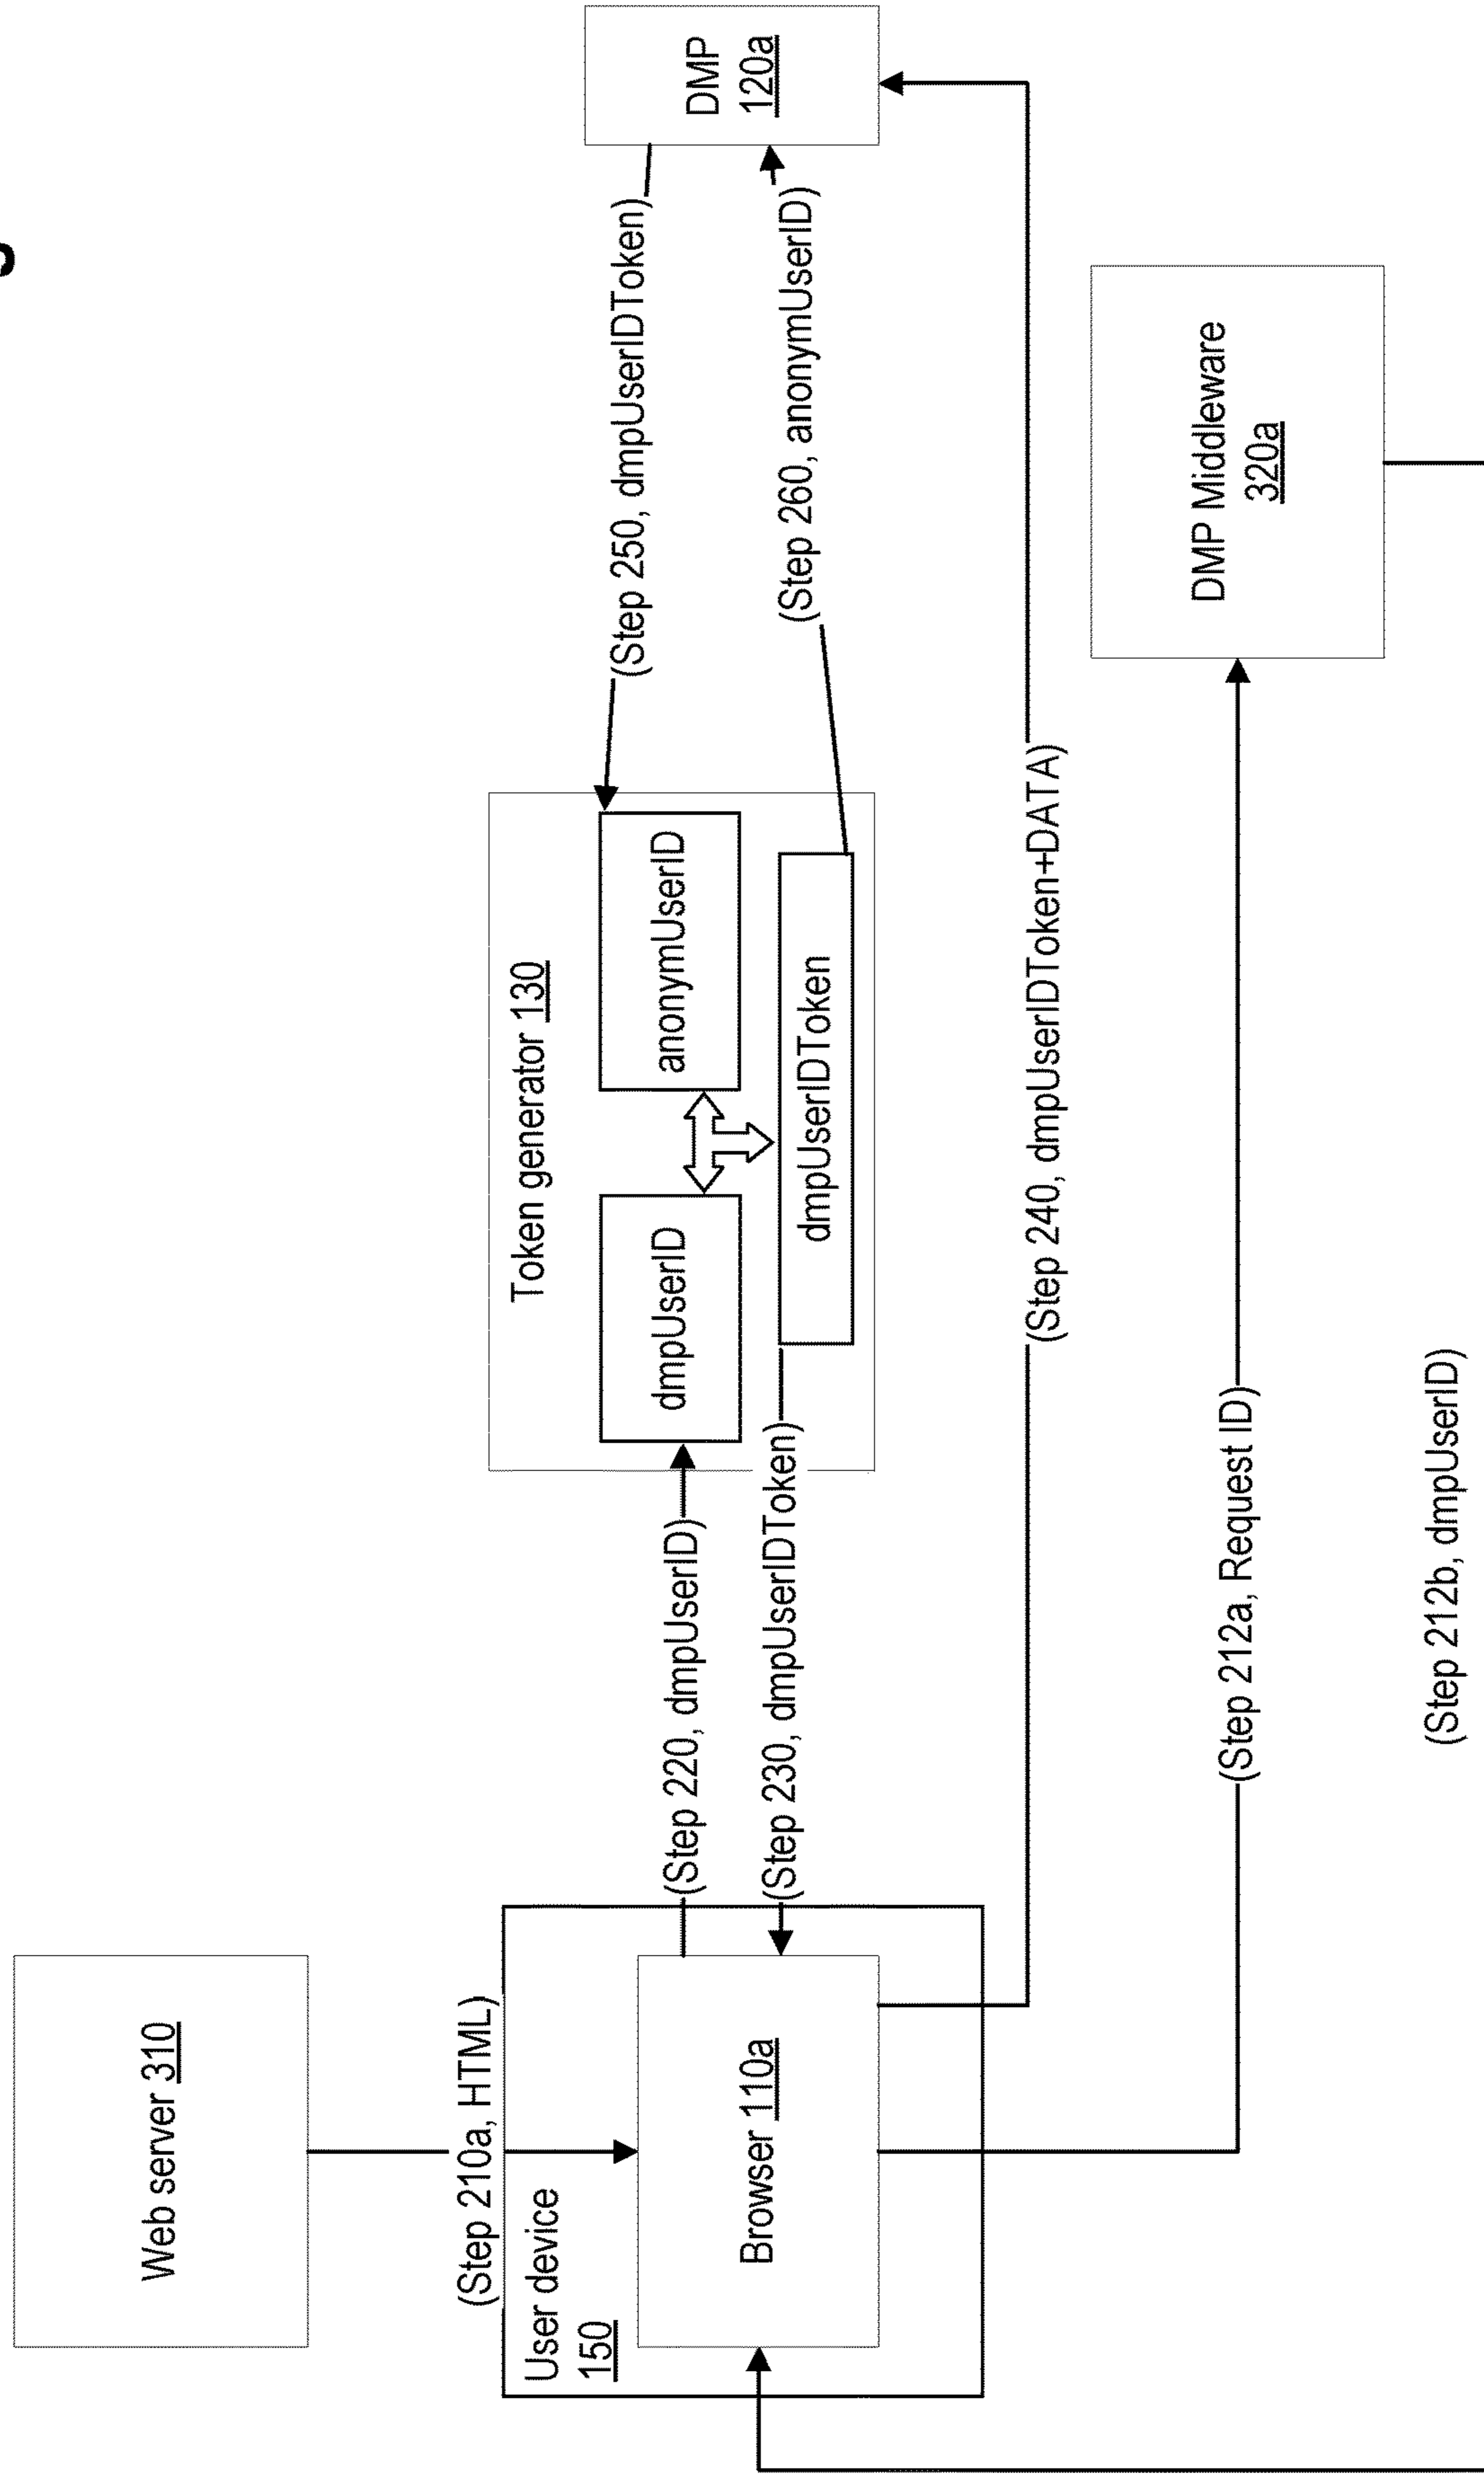 Web server 310
(Step 210a, HTML)
User device
150
Browser 110a
(Step 220, dmpUserID)
(Step 230, dmpUserIDToken)
Token generator 130
dmpUserID
anonymUserID
dmpUserIDToken
(Step 250, dmpUserIDToken)
(Step 260, anonymUserID)
DMP
120a
(Step 240, dmpUserIDToken+DATA)
(Step 212a, Request ID)
DMP Middleware
320a
(Step 212b, dmpUserID)